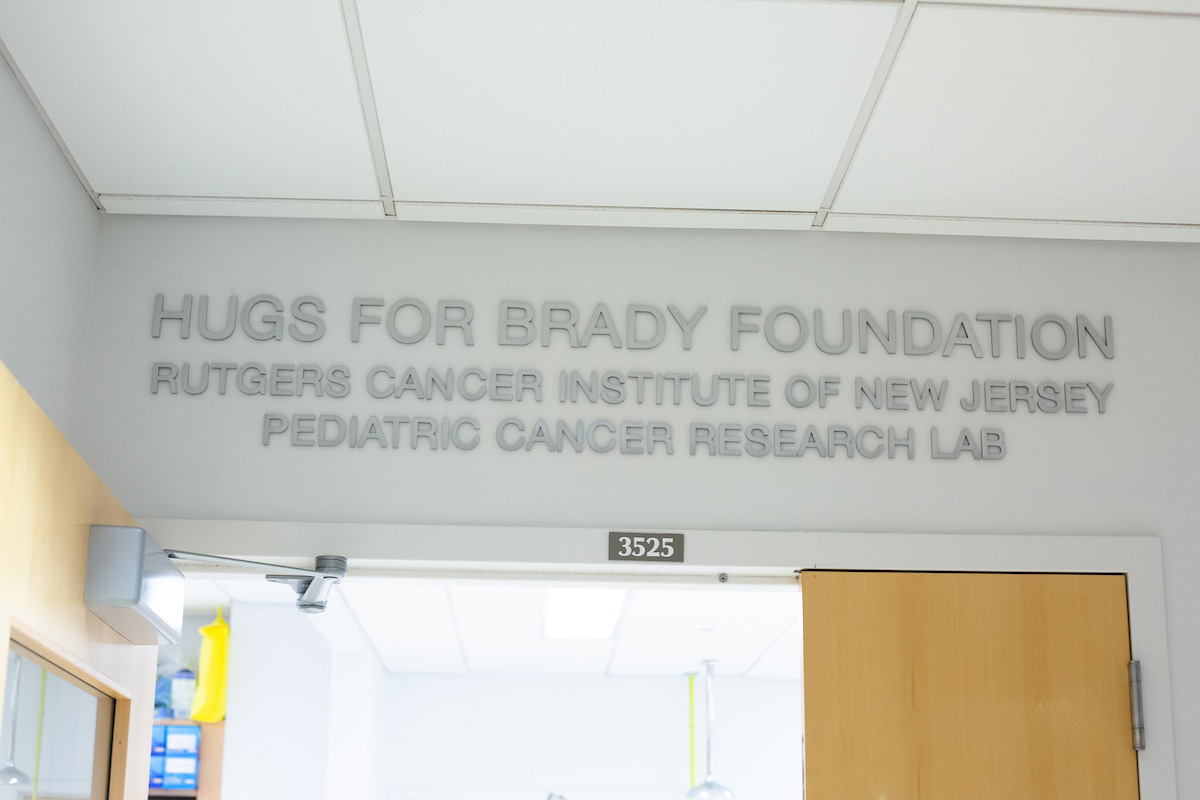 HUGS FOR BRADY FOUNDATION
RUTGERS CANCER INSTITUTE OF NEW JERSEY
PEDIATRIC CANCER RESEARCH LAB
3525